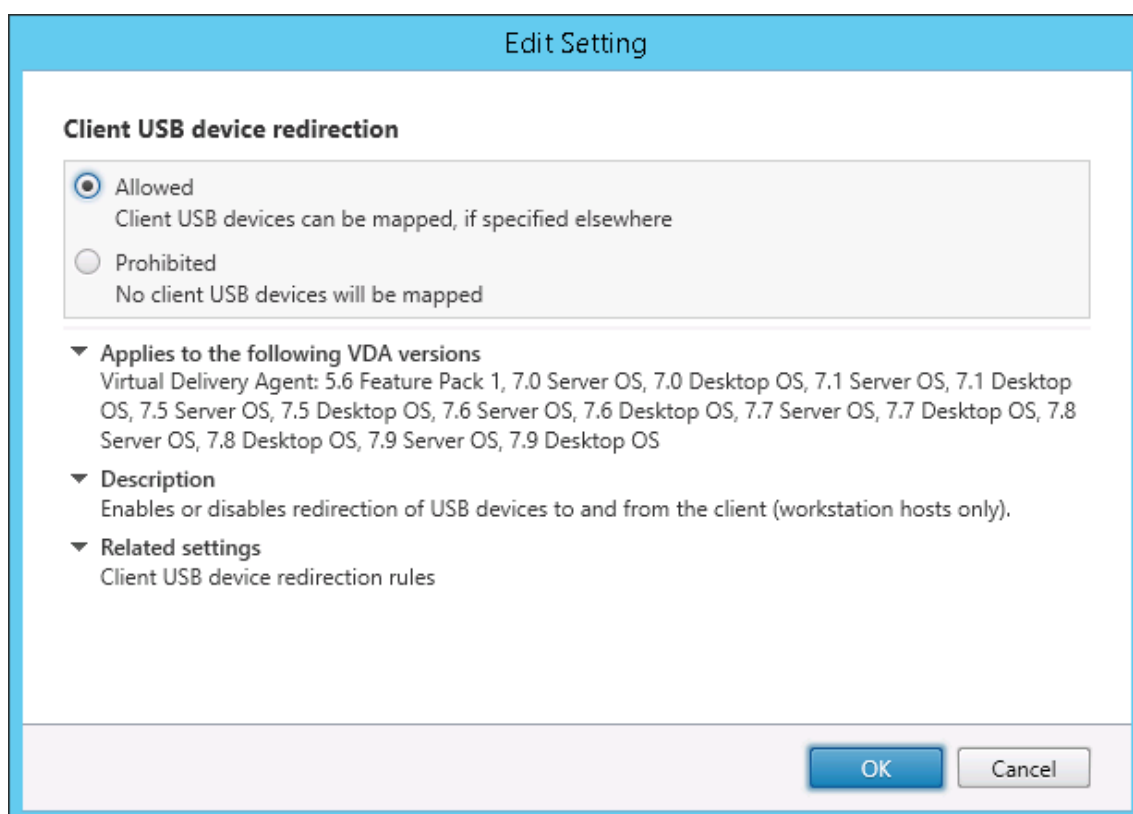 Edit Setting
Client USB device redirection
Allowed
Client USB devices can be mapped, if specified elsewhere
Prohibited
No client USB devices will be mapped
Applies to the following VDA versions
Virtual Delivery Agent: 5.6 Feature Pack 1, 7.0 Server OS, 7.0 Desktop OS, 7.1 Server OS, 7.1 Desktop
OS, 7.5 Server OS, 7.5 Desktop OS, 7.6 Server OS, 7.6 Desktop OS, 7.7 Server OS, 7.7 Desktop OS, 7.8
Server OS, 7.8 Desktop OS, 7.9 Server OS, 7.9 Desktop OS
Description
Enables or disables redirection of USB devices to and from the client (workstation hosts only).
Related settings
Client USB device redirection rules
OK
Cancel